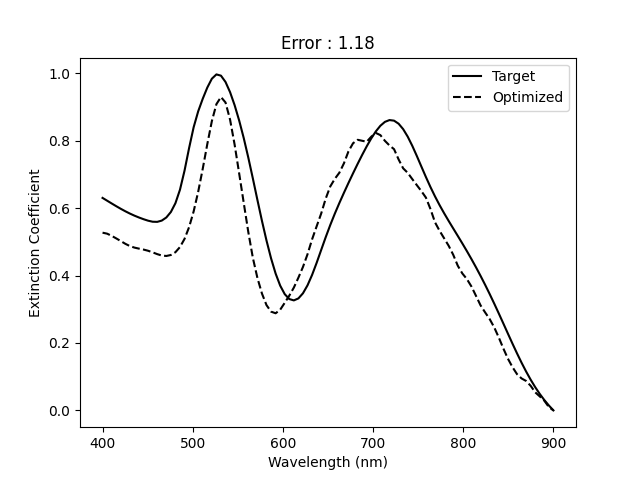 Error : 1.18
Target
Optimized
1.0
0.8
0.6
0.4
0.2
0.0
Extinction Coefficient
400 500 600 700 800 900
Wavelength (nm)